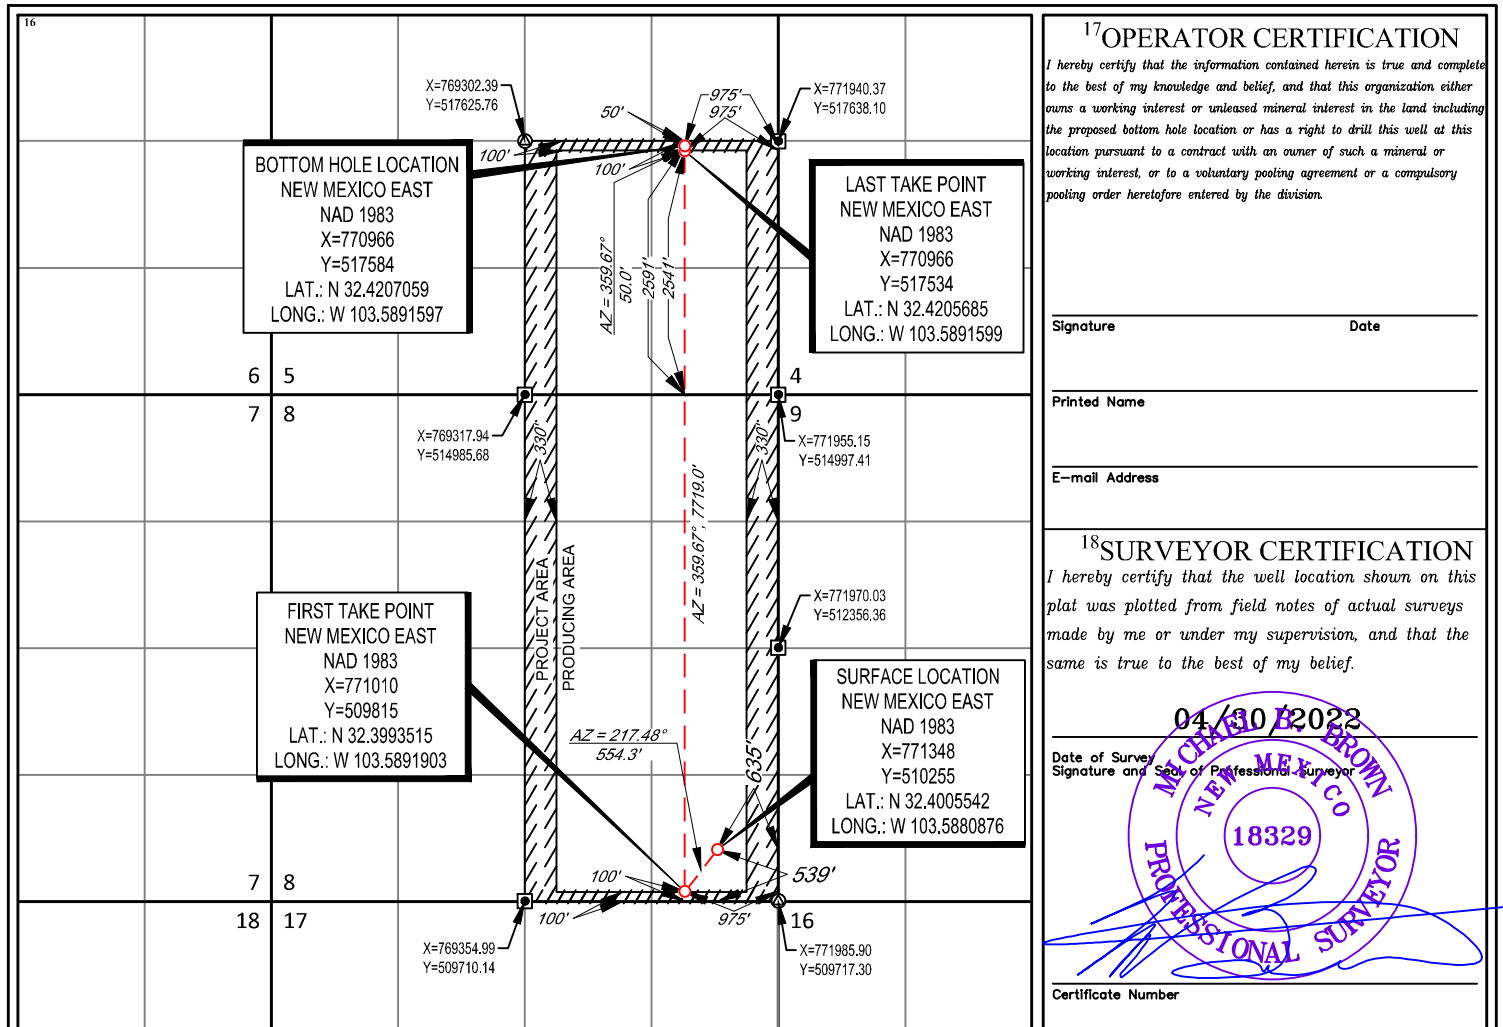 16
X=769302.39
Y=517625.76
50'
975'
975'
X=771940.37
Y=517638.10
100'
100'
BOTTOM HOLE LOCATION
NEW MEXICO EAST
NAD 1983
X=770966
Y=517584
LAT.: N 32.4207059
LONG.: W 103.5891597
LAST TAKE POINT
NEW MEXICO EAST
NAD 1983
X=770966
Y=517534
LAT.: N 32.4205685
LONG.: W 103.5891599
AZ = 359.67°
50.0'
2591'
2541'
6 5
4
7 8
9
X=769317.94
Y=514985.68
330'
330'
X=771955.15
Y=514997.41
AZ = 359.67°, 7719.0'
PROJECT AREA
PRODUCING AREA
X=771970.03
Y=512356.36
FIRST TAKE POINT
NEW MEXICO EAST
NAD 1983
X=771010
Y=509815
LAT.: N 32.3993515
LONG.: W 103.5891903
SURFACE LOCATION
NEW MEXICO EAST
NAD 1983
X=771348
Y=510255
LAT.: N 32.4005542
LONG.: W 103.5880876
AZ = 217.48°
554.3'
635'
539'
100'
100'
975'
7 8
18 17
16
X=769354.99
Y=509710.14
X=771985.90
Y=509717.30
17OPERATOR CERTIFICATION
I hereby certify that the information contained herein is true and complete
to the best of my knowledge and belief, and that this organization either
owns a working interest or unleased mineral interest in the land including
the proposed bottom hole location or has a right to drill this well at this
location pursuant to a contract with an owner of such a mineral or
working interest, or to a voluntary pooling agreement or a compulsory
pooling order heretofore entered by the division.
Signature Date
Printed Name
E-mail Address
18SURVEYOR CERTIFICATION
I hereby certify that the well location shown on this
plat was plotted from field notes of actual surveys
made by me or under my supervision, and that the
same is true to the best of my belief.
04/30/2022
Date of Survey
Signature and Seal of Professional Surveyor
MICHAEL B. BROWN
NEW MEXICO
18329
PROFESSIONAL SURVEYOR
Certificate Number